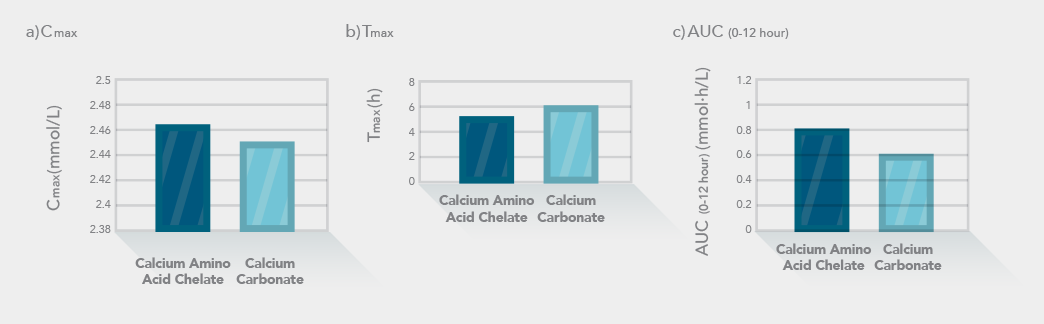 a)Cmax
b)Tmax
c)AUC (0-12 hour)
Cmax(mmol/L)
2.5
2.48
2.46
2.44
2.42
2.4
2.38
Calcium Amino Acid Chelate
Calcium Carbonate
Tmax(h)
8
6
4
2
0
Calcium Amino Acid Chelate
Calcium Carbonate
AUC (0-12 hour) (mmol·h/L)
1.2
1
0.8
0.6
0.4
0.2
0
Calcium Amino Acid Chelate
Calcium Carbonate